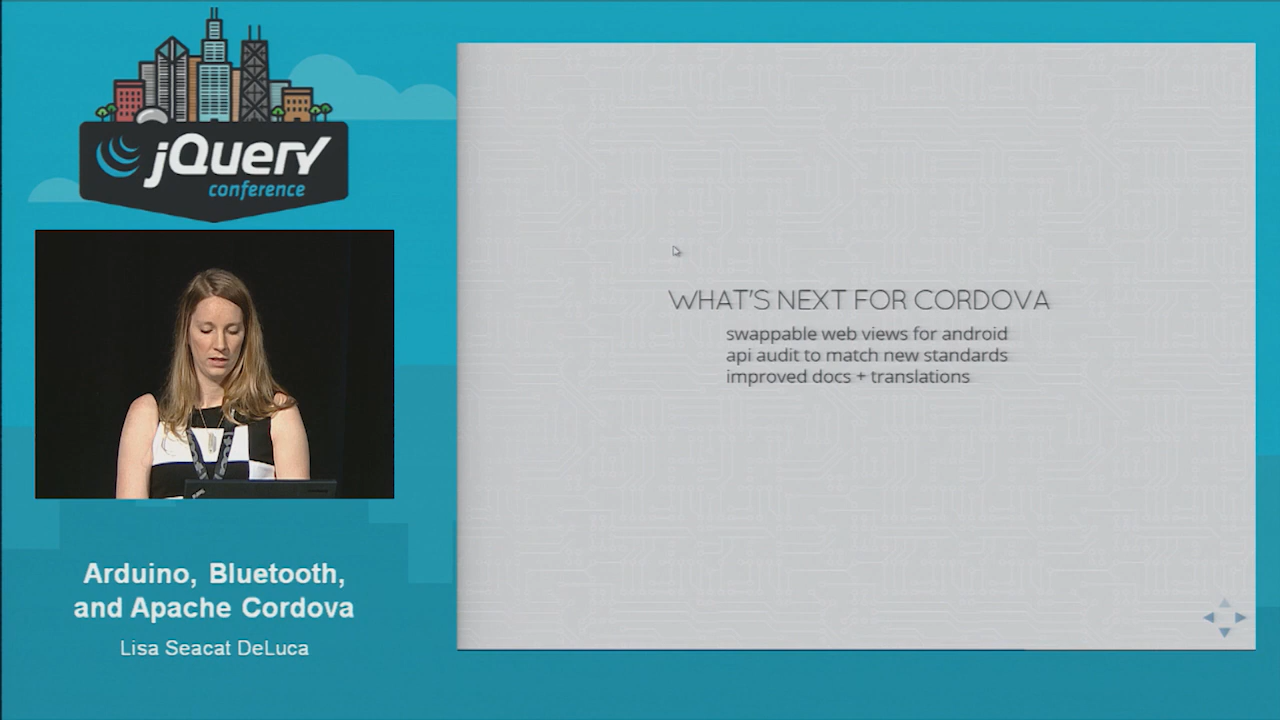 jQuery
conference
WHAT'S NEXT FOR CORDOVA
swappable web views for android
api audit to match new standards
improved docs + translations
Arduino, Bluetooth,
and Apache Cordova
Lisa Seacat DeLuca